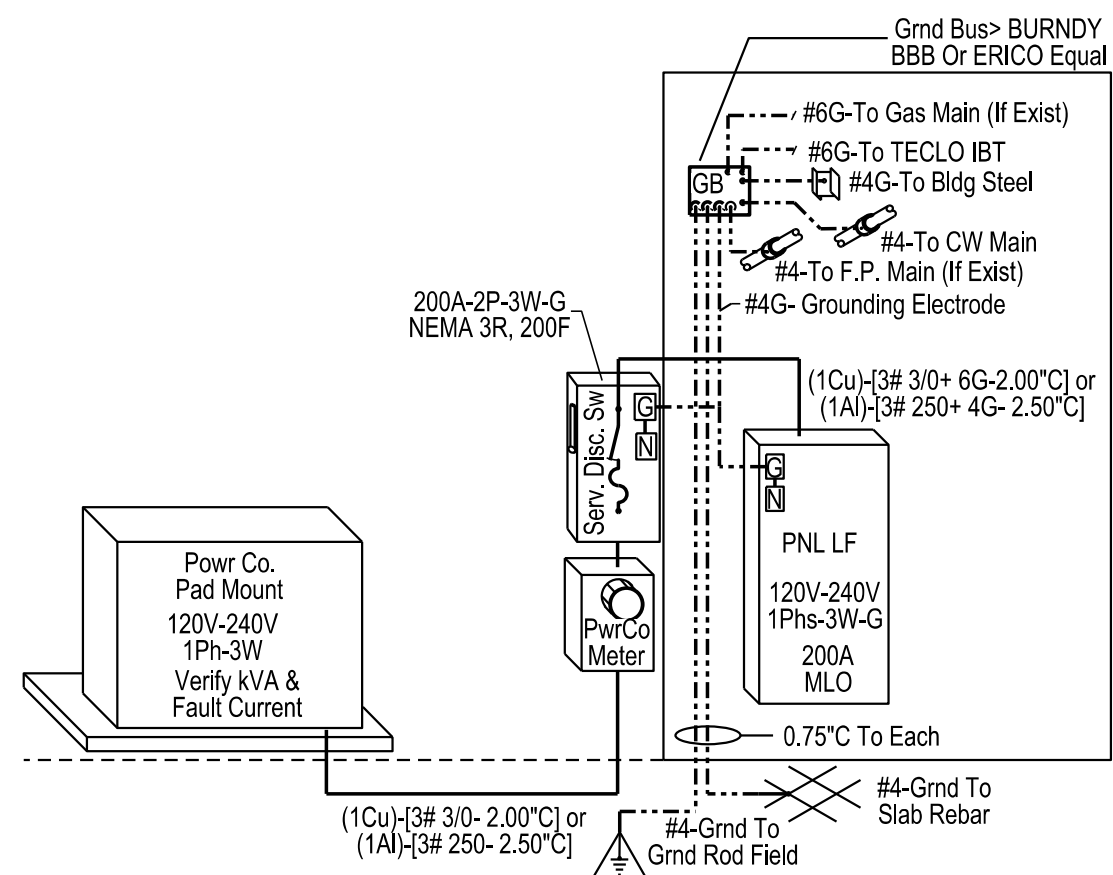 Grnd Bus> BURNDY
BBB Or ERICO Equal
#6G-To Gas Main (If Exist)
#6G-To TECLO IBT
GB
#4G-To Bldg Steel
#4-To CW Main
#4-To F.P. Main (If Exist)
#4G- Grounding Electrode
200A-2P-3W-G
NEMA 3R, 200F
(1Cu)-[3# 3/0+ 6G-2.00"C] or
(1Al)-[3# 250+ 4G- 2.50"C]
Serv. Disc. Sw
G
N
G
N
PNL LF
120V-240V
1Phs-3W-G
200A
MLO
Powr Co.
Pad Mount
120V-240V
1Ph-3W
Verify kVA &
Fault Current
PwrCo
Meter
0.75"C To Each
(1Cu)-[3# 3/0- 2.00"C] or
(1Al)-[3# 250- 2.50"C]
#4-Grnd To
Grnd Rod Field
#4-Grnd To
Slab Rebar